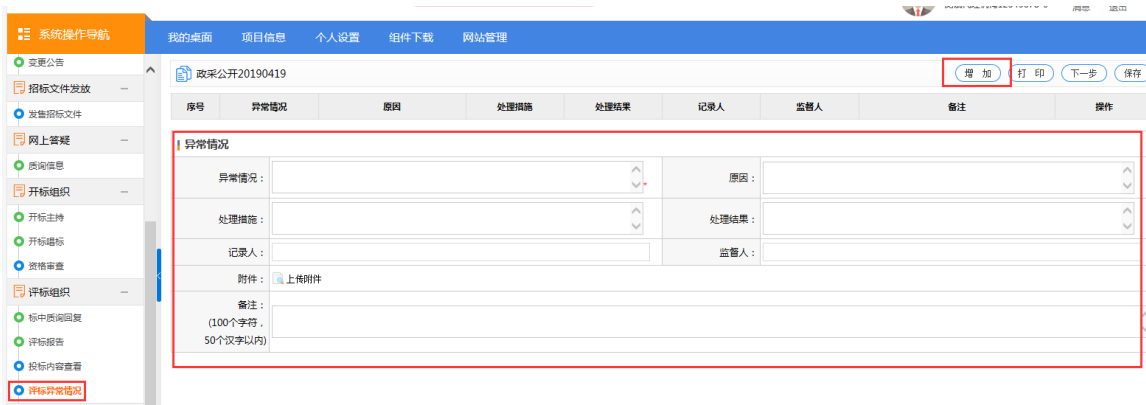 消息 退出
系统操作导航
我的桌面 项目信息 个人设置 组件下载 网站管理
变更公告
招标文件发放
发售招标文件
网上答疑
质询信息
开标组织
开标主持
开标唱标
资格审查
评标组织
标中质询回复
评标报告
投标内容查看
评标异常情况
政采公开20190419
增 加 打 印 下一步 保存
序号 异常情况 原因 处理措施 处理结果 记录人 监督人 备注 操作
异常情况
异常情况： * 原因：
处理措施： 处理结果：
记录人： 监督人：
附件： 上传附件
备注：
(100个字符，
50个汉字以内)